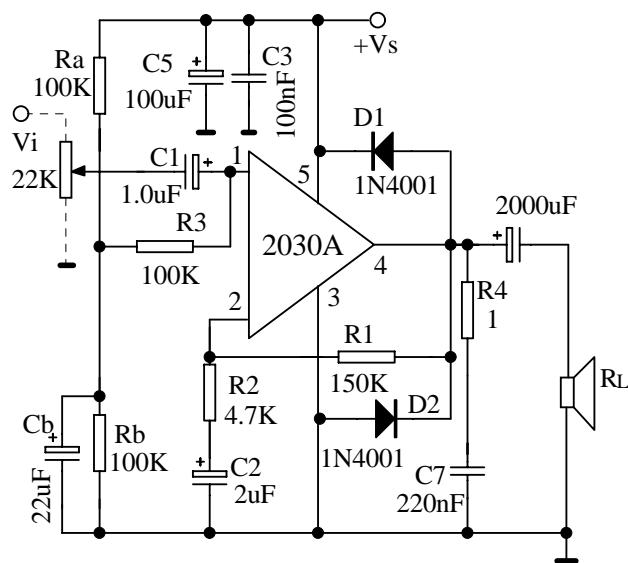 +Vs
Ra
100K
C5
+
100uF
C3
100nF
D1
1N4001
Vi
22K
C1
+
1.0uF
1
5
2000uF
+
R3
100K
2030A
4
2
3
R4
1
R1
150K
R2
4.7K
D2
1N4001
RL
Cb
+
22uF
Rb
100K
+
C2
2uF
C7
220nF